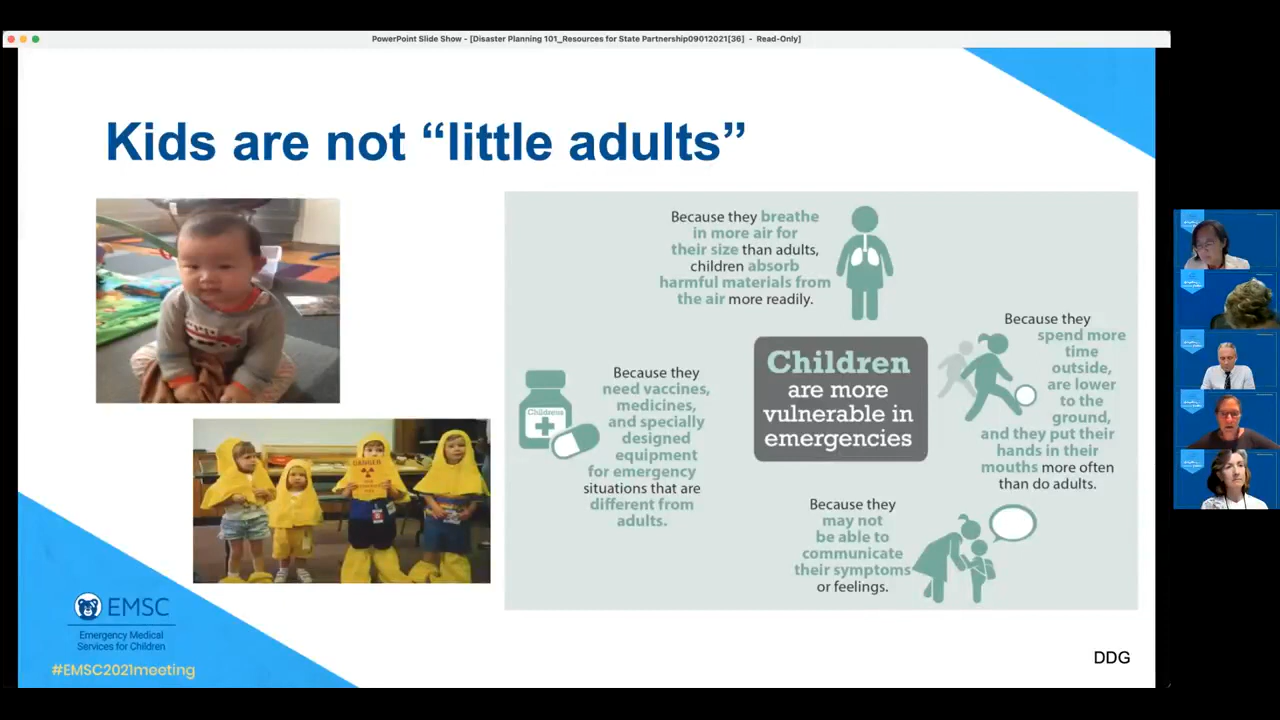 PowerPoint Slide Show - [Disaster Planning 101_Resources for State Partnership09012021[36] - Read-Only]
Kids are not “little adults”
Because they breathe
in more air for
their size than adults,
children absorb
harmful materials from
the air more readily.
Because they
need vaccines,
medicines,
and specially
designed
equipment
for emergency
situations that are
different from
adults.
Childrens
Children
are more
vulnerable in
emergencies
Because they
spend more
time
outside,
are lower
to the
ground,
and they put their
hands in their
mouths more often
than do adults.
Because they
may not
be able to
communicate
their symptoms
or feelings.
DANGER
EMSC
Emergency Medical
Services for Children
#EMSC2021meeting
DDG